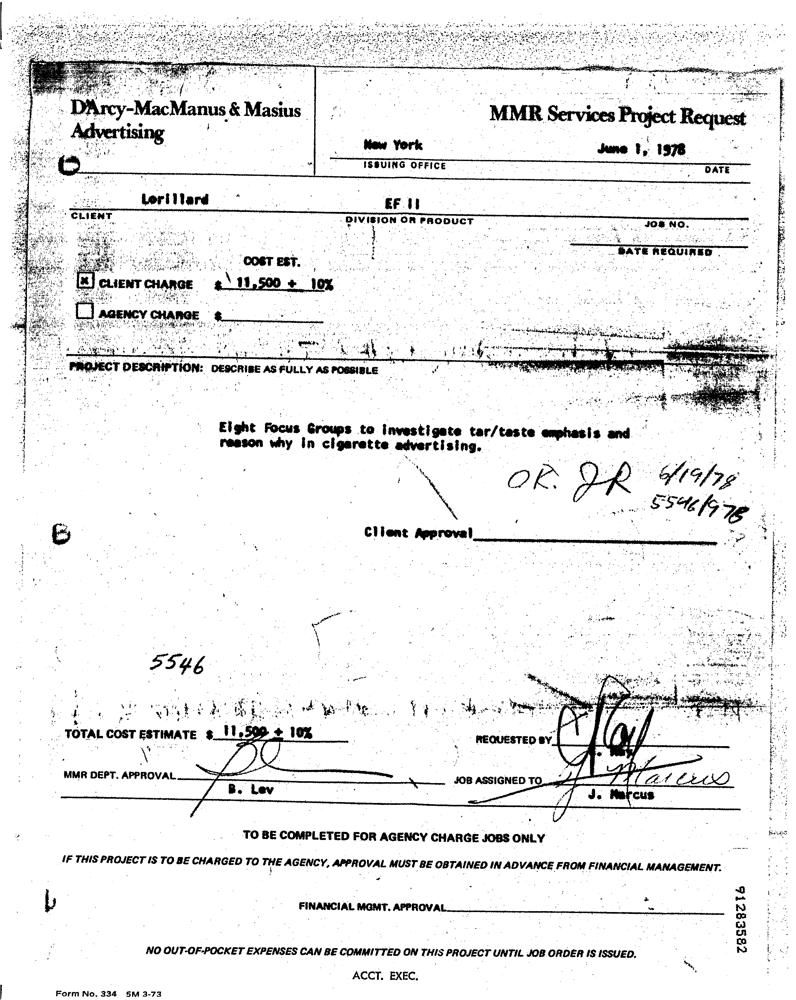 D'Arcy-MacManus & Masius
Advertising
MMR Services Project Request
New York
ISSUING OFFICE
June 1, 1978
DATE
Lorillard
CLIENT
EF II
DIVISION OR PRODUCT
JOB NO.
DATE REQUIRED
COST EST.
x CLIENT CHARGE $ 11,500 + 10%
AGENCY CHARGE $
PROJECT DESCRIPTION: DESCRIBE AS FULLY AS POSSIBLE
Eight Focus Groups to investigate tar/taste emphasis and
reason why in cigarette advertising.
OK. JR 6/19/78
5546/978
Client Approval
B
5546
TOTAL COST ESTIMATE $ 11,500 + 10%
REQUESTED BY
MMR DEPT. APPROVAL
B. Lev
JOB ASSIGNED TO J Marcus
J. Marcus
TO BE COMPLETED FOR AGENCY CHARGE JOBS ONLY
IF THIS PROJECT IS TO BE CHARGED TO THE AGENCY, APPROVAL MUST BE OBTAINED IN ADVANCE FROM FINANCIAL MANAGEMENT.
FINANCIAL MGMT. APPROVAL
91283582
NO OUT-OF-POCKET EXPENSES CAN BE COMMITTED ON THIS PROJECT UNTIL JOB ORDER IS ISSUED.
ACCT. EXEC.
Form No. 334 5M 3-73